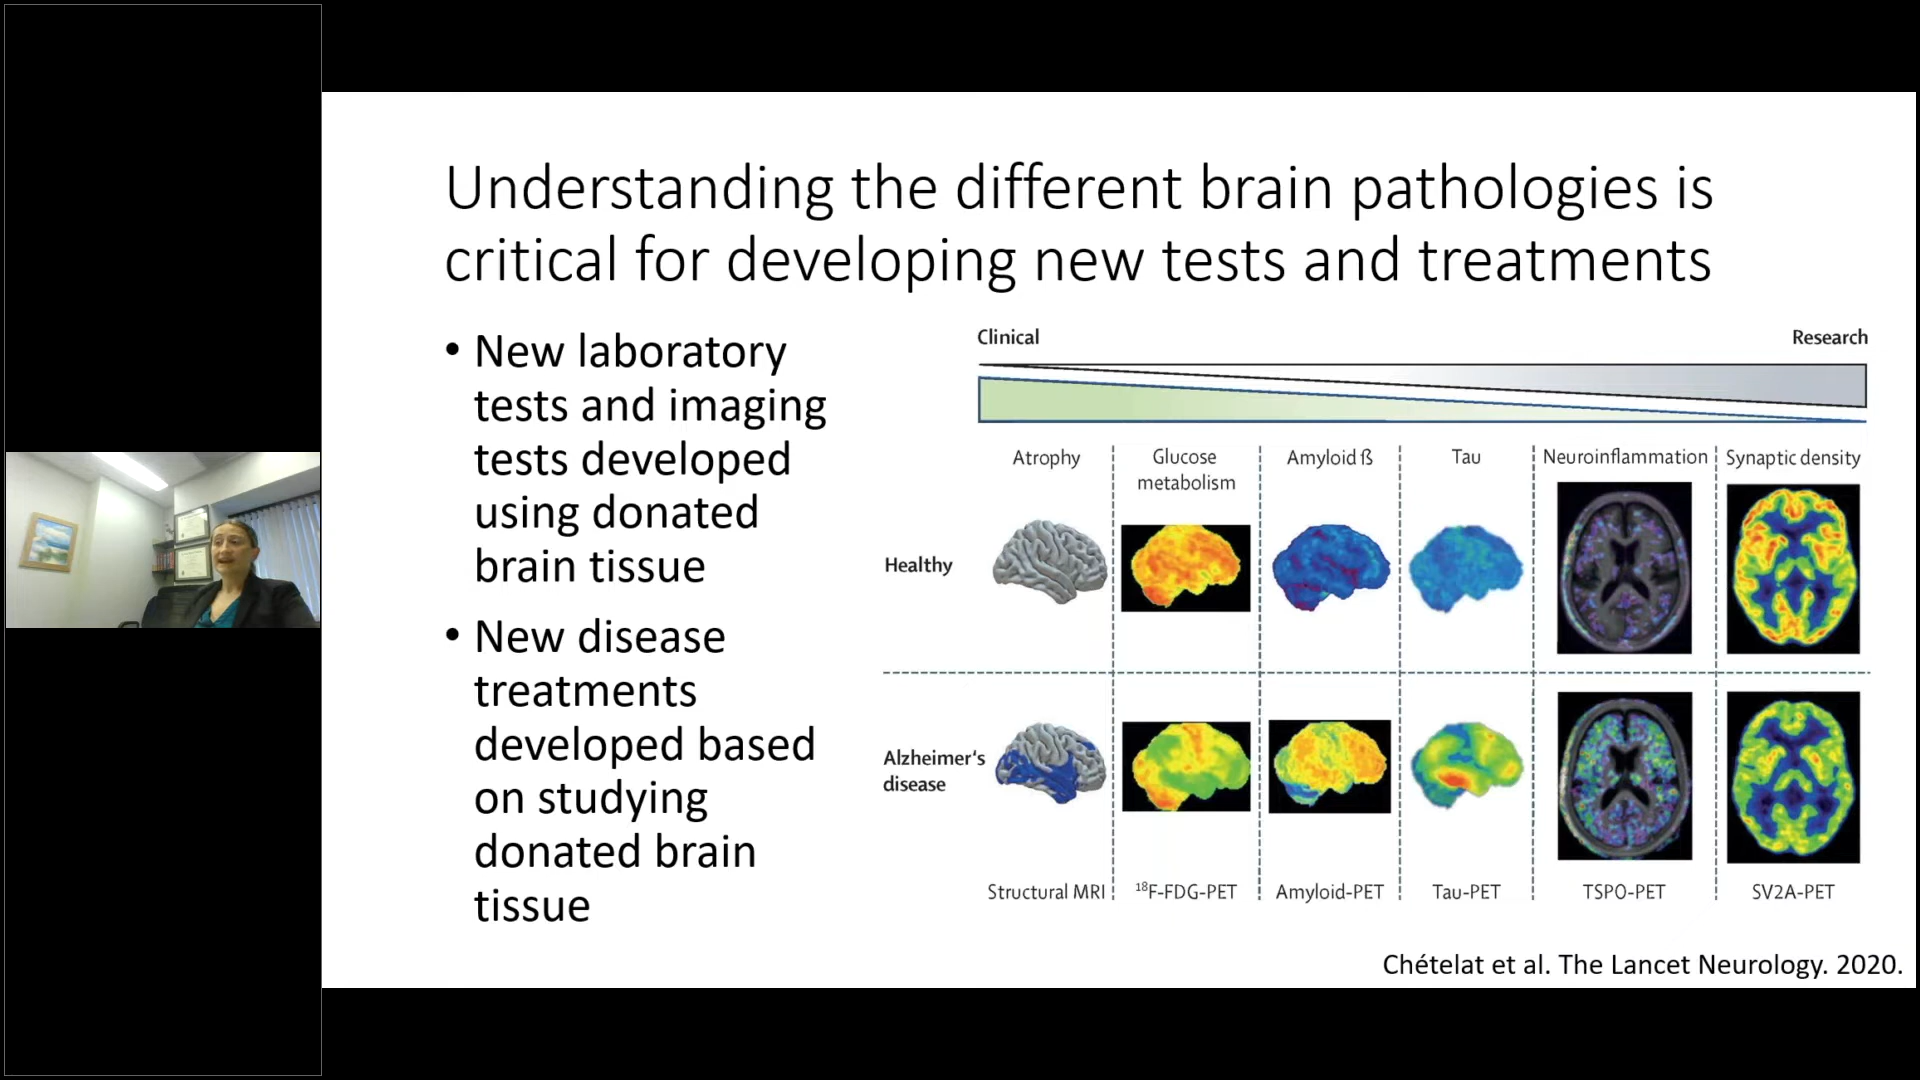 Understanding the different brain pathologies is
critical for developing new tests and treatments
• New laboratory
tests and imaging
tests developed
using donated
brain tissue
• New disease
treatments
developed based
on studying
donated brain
tissue
Clinical
Research
Atrophy
Glucose
metabolism
Amyloid ß
Tau
Neuroinflammation
Synaptic density
Healthy
Alzheimer‘s
disease
Structural MRI
¹⁸F-FDG-PET
Amyloid-PET
Tau-PET
TSPO-PET
SV2A-PET
Chételat et al. The Lancet Neurology. 2020.